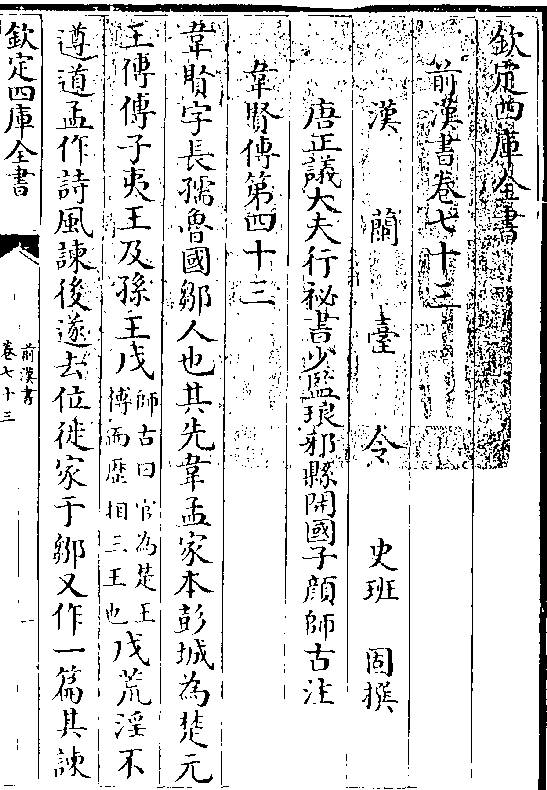 欽定四庫全書
前漢書卷七十三
漢蘭臺令史班固撰
唐正議大夫行祕書少監琅邪縣開國子顔師古注
韋賢傳第四十三
韋賢字長孺魯國鄒人也其先韋孟家本彭城為楚元
王傅傅子夷王及孫王戊師古曰官為楚王傅而歴相三王也戊荒淫不
遵道孟作詩風諫後遂去位徙家于鄒又作一篇其諫
欽定四庫全書
前漢書
卷七十三
一